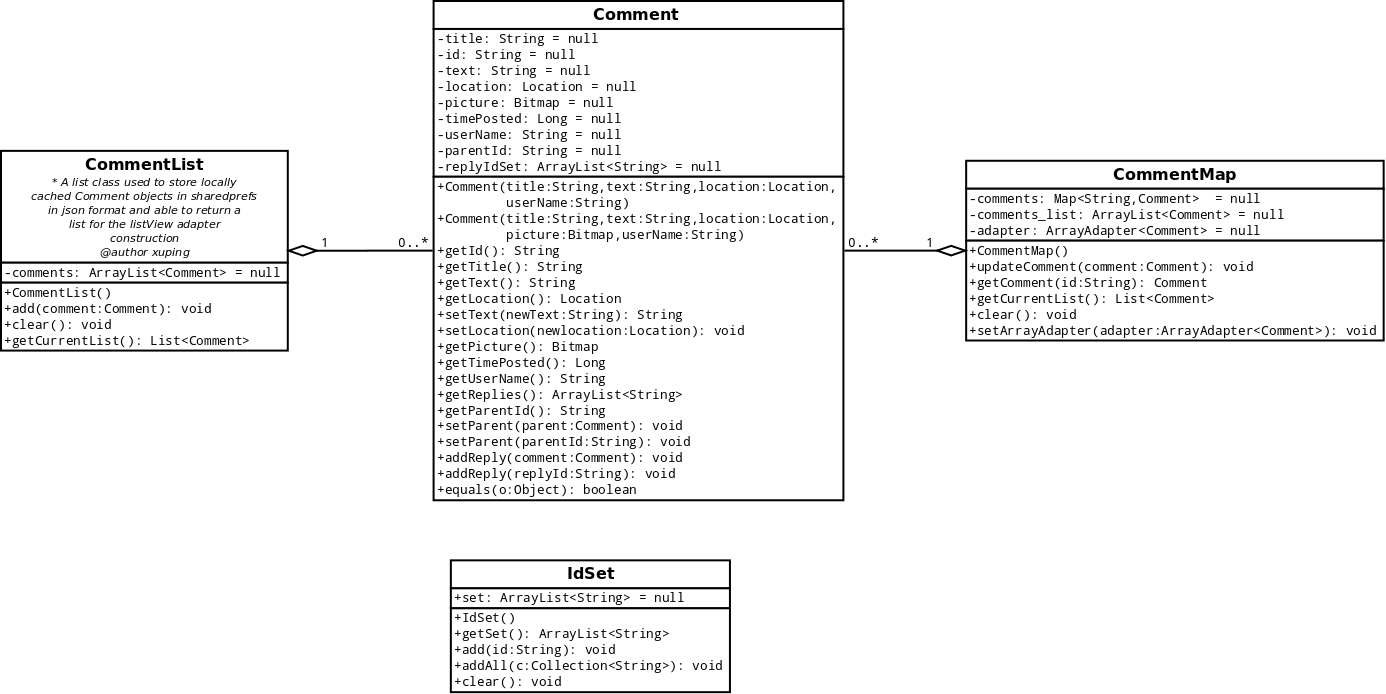 Comment
-title: String = null
-id: String = null
-text: String = null
-location: Location = null
-picture: Bitmap = null
-timePosted: Long = null
-userName: String = null
-parentId: String = null
-replyIdSet: ArrayList<String> = null
+Comment(title:String,text:String,location:Location,
userName:String)
+Comment(title:String,text:String,location:Location,
picture:Bitmap,userName:String)
+getId(): String
+getTitle(): String
+getText(): String
+getLocation(): Location
+setText(newText:String): String
+setLocation(newlocation:Location): void
+getPicture(): Bitmap
+getTimePosted(): Long
+getUserName(): String
+getReplies(): ArrayList<String>
+getParentId(): String
+setParent(parent:Comment): void
+setParent(parentId:String): void
+addReply(comment:Comment): void
+addReply(replyId:String): void
+equals(o:Object): boolean
CommentList
* A list class used to store locally
cached Comment objects in sharedprefs
in json format and able to return a
list for the listView adapter
construction
@author xuping
-comments: ArrayList<Comment> = null
+CommentList()
+add(comment:Comment): void
+clear(): void
+getCurrentList(): List<Comment>
1
0..*
0..*
1
CommentMap
-comments: Map<String,Comment>  = null
-comments_list: ArrayList<Comment> = null
-adapter: ArrayAdapter<Comment> = null
+CommentMap()
+updateComment(comment:Comment): void
+getComment(id:String): Comment
+getCurrentList(): List<Comment>
+clear(): void
+setArrayAdapter(adapter:ArrayAdapter<Comment>): void
IdSet
+set: ArrayList<String> = null
+IdSet()
+getSet(): ArrayList<String>
+add(id:String): void
+addAll(c:Collection<String>): void
+clear(): void